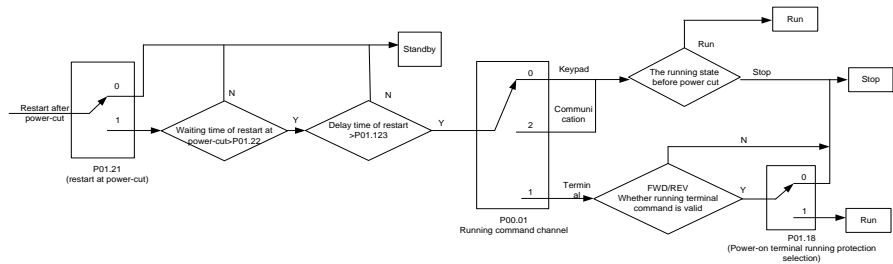 Run
Run
Standby
0
Keypad
0
The running state
before power cut
Stop
Stop
Restart after
power-cut
N
N
1
Waiting time of restart at
power-cut>P01.22
Y
Delay time of restart
>P01.123
Y
Communi
cation
2
P01.21
(restart at power-cut)
N
1
Termin
al
FWD/REV
Whether running terminal
command is valid
Y
0
1
Run
P00.01
Running command channel
P01.18
(Power-on terminal running protection
selection)